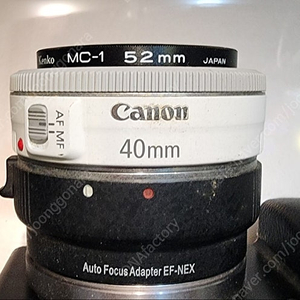 Kenko MC-1 52mm JAPAN
AF MF
Canon
40mm
Auto Focus Adapter EF-NEX